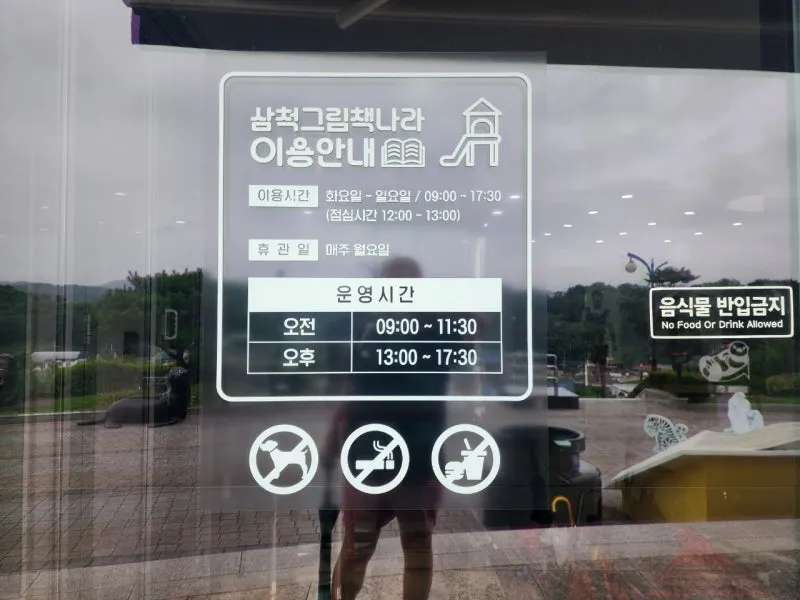 삼척그림책나라
이용안내
이용시간 화요일 ~ 일요일 / 09:00 ~ 17:30
(점심시간 12:00 ~ 13:00)
휴 관 일 매주 월요일
운영시간
오전 09:00 ~ 11:30
오후 13:00 ~ 17:30
음식물 반입금지
No Food Or Drink Allowed